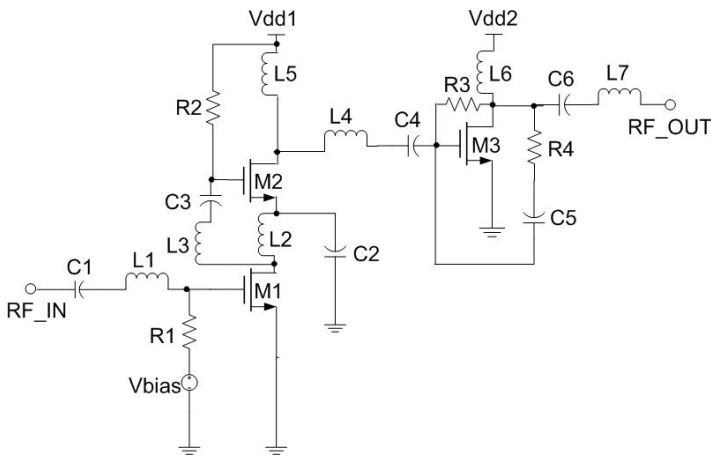 Vdd1
Vdd2
L5
L6
R3
C6
L7
R2
L4
C4
RF_OUT
M3
R4
M2
C3
C5
L3
L2
C2
C1
L1
M1
RF_IN
R1
Vbias